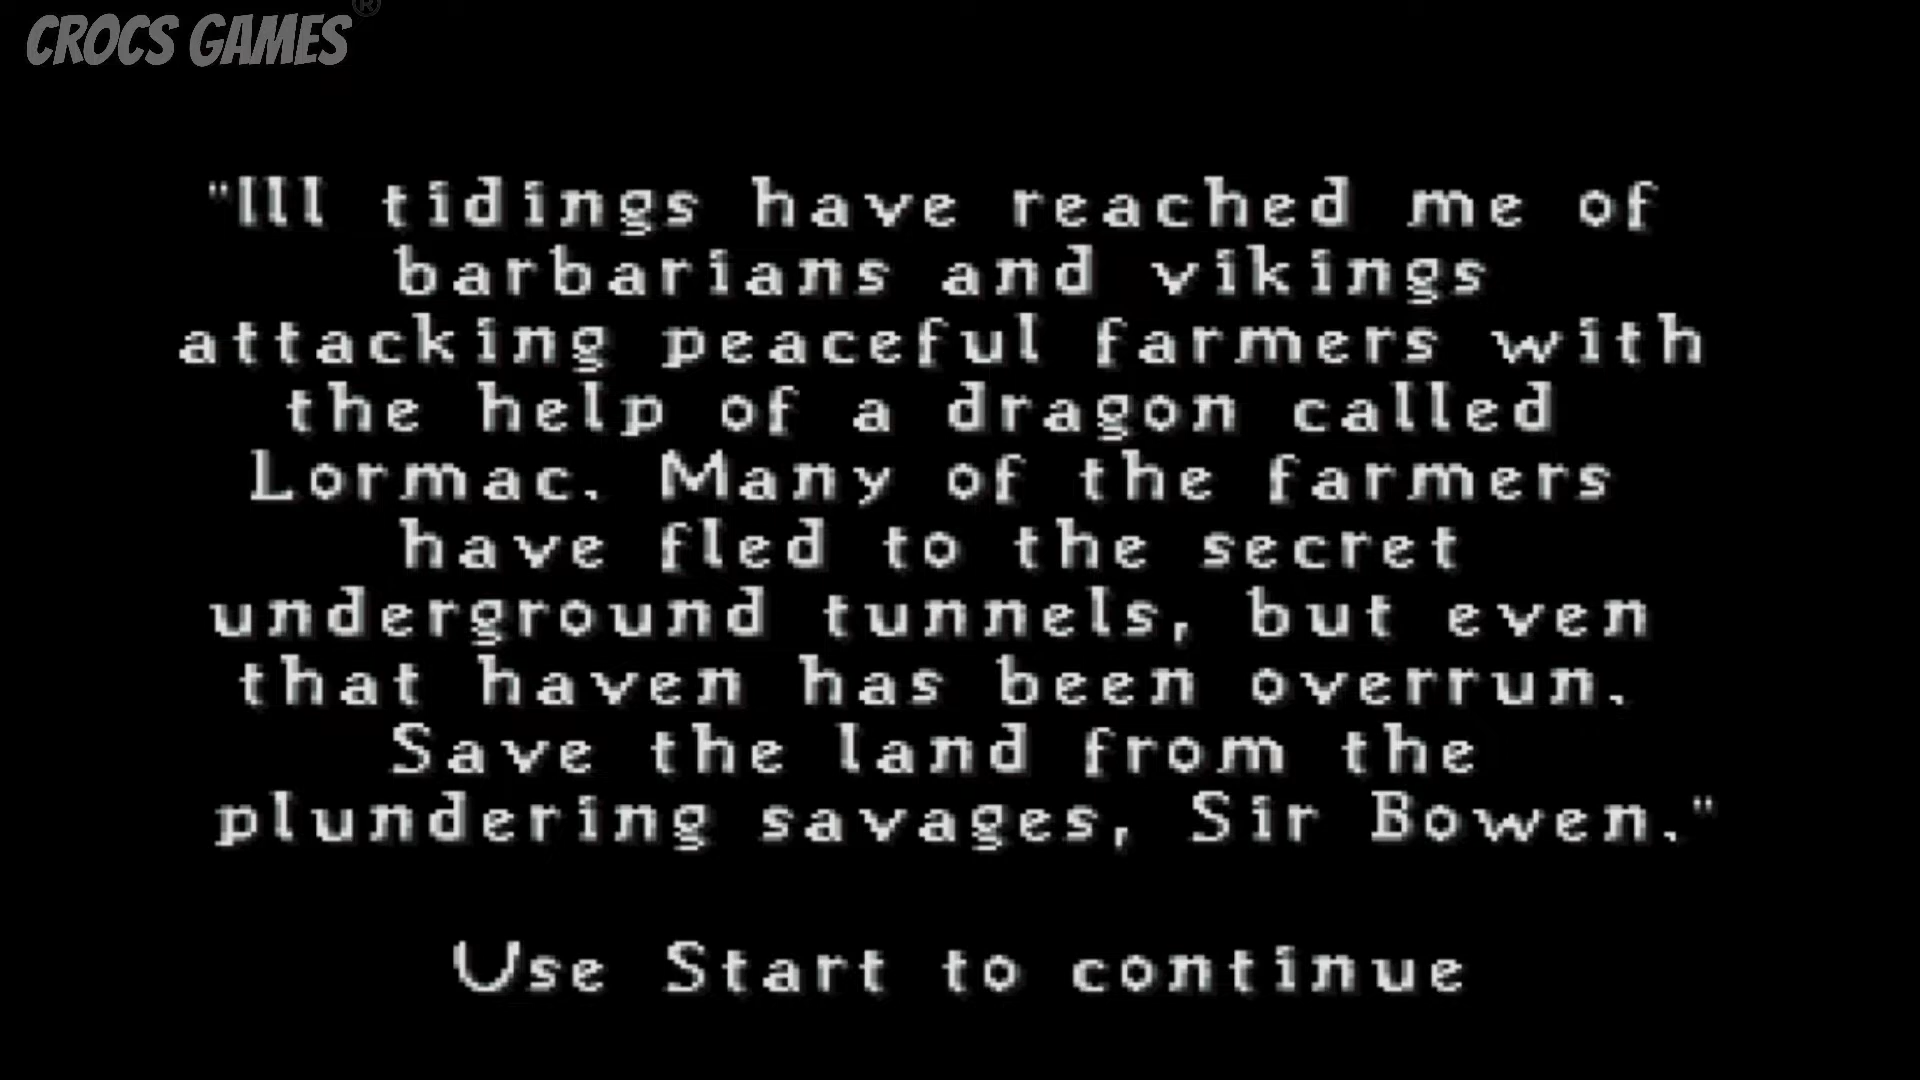 CROCS GAMES®
"Ill tidings have reached me of
barbarians and vikings
attacking peaceful farmers with
the help of a dragon called
Lormac. Many of the farmers
have fled to the secret
underground tunnels, but even
that haven has been overrun.
Save the land from the
plundering savages, Sir Bowen."
Use Start to continue